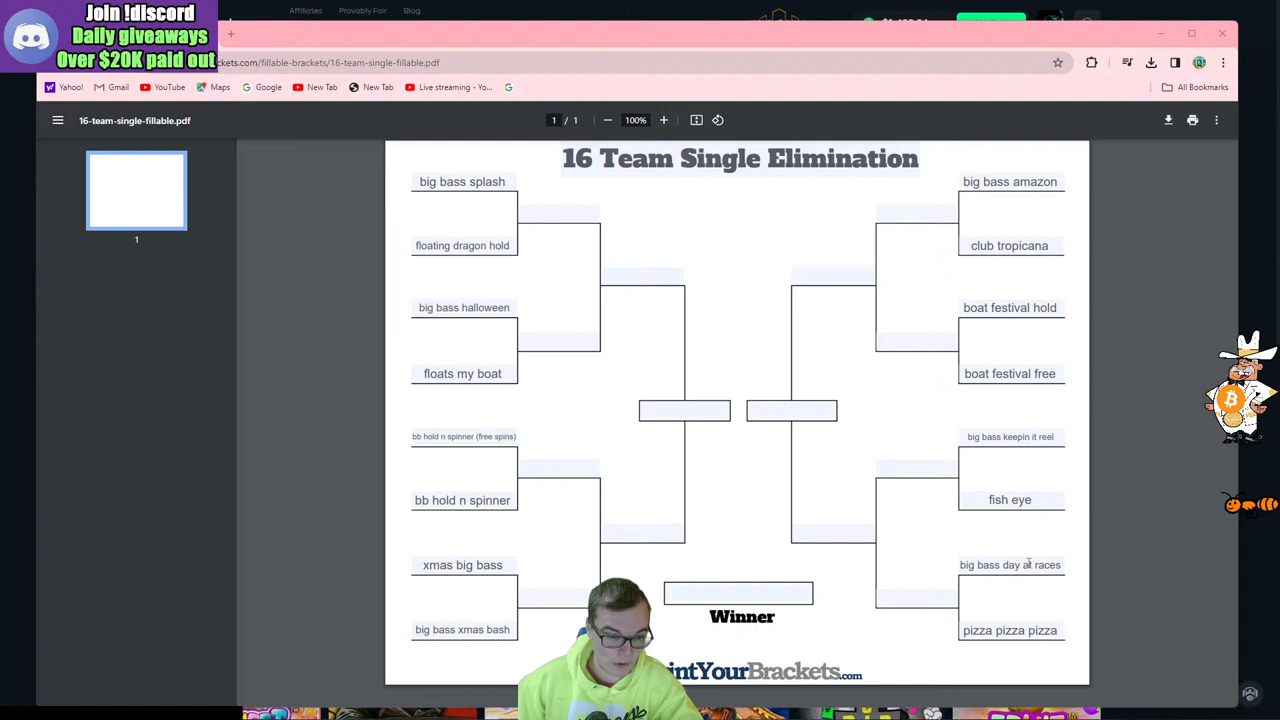 Join !discord
Daily giveaways
Over $20K paid out
Affiliates
Provably Fair
Blog
ckets.com/fillable-brackets/16-team-single-fillable.pdf
Yahoo!
Gmail
YouTube
Maps
Google
New Tab
New Tab
Live streaming - Yo...
All Bookmarks
16-team-single-fillable.pdf
1 / 1
100%
1
16 Team Single Elimination
big bass splash
floating dragon hold
big bass halloween
floats my boat
bb hold n spinner (free spins)
bb hold n spinner
xmas big bass
big bass xmas bash
big bass amazon
club tropicana
boat festival hold
boat festival free
big bass keepin it reel
fish eye
big bass day at races
pizza pizza pizza
Winner
intYourBrackets.com